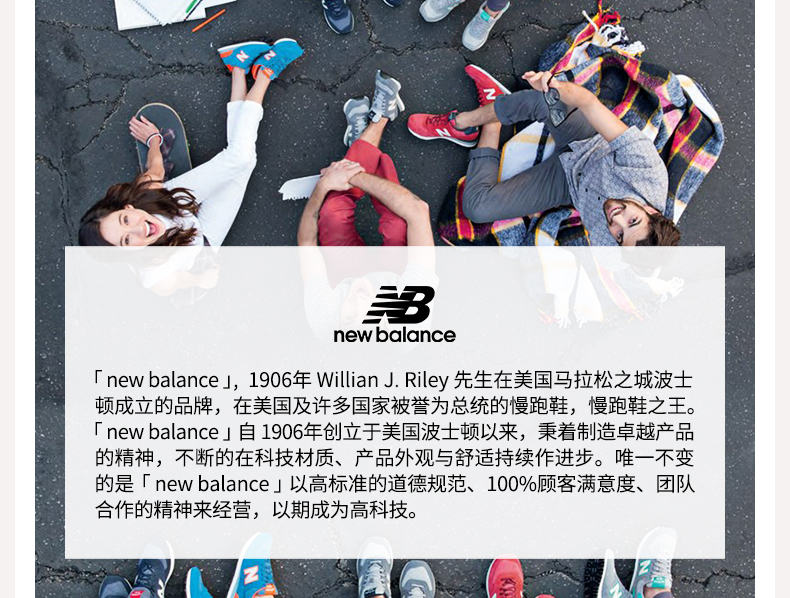 NB
new balance
「new balance」, 1906年 Willian J. Riley 先生在美国马拉松之城波士
顿成立的品牌，在美国及许多国家被誉为总统的慢跑鞋，慢跑鞋之王。
「new balance」自1906年创立于美国波士顿以来，秉着制造卓越产品
的精神，不断的在科技材质、产品外观与舒适持续作进步。唯一不变
的是「new balance」以高标准的道德规范、100%顾客满意度、团队
合作的精神来经营，以期成为高科技。